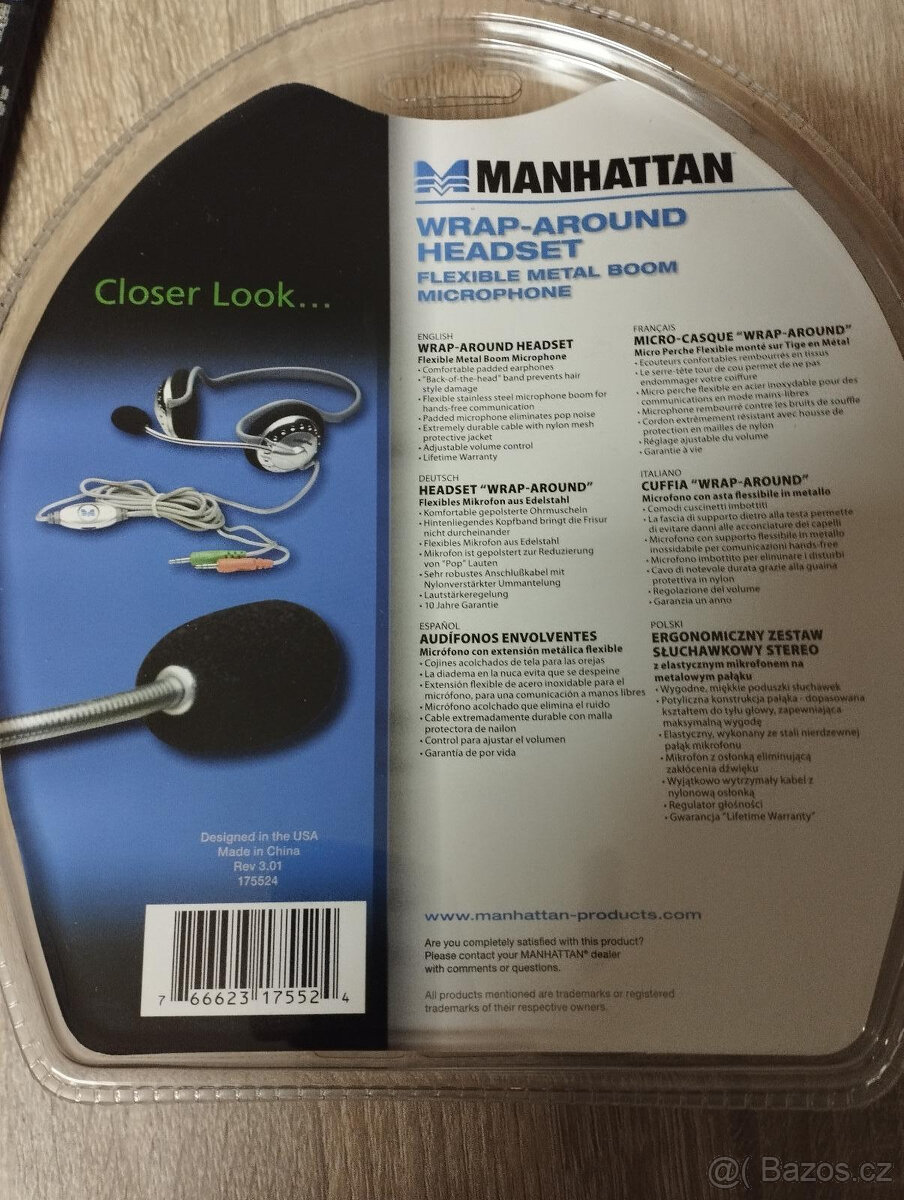 Closer Look...
MANHATTAN
WRAP-AROUND
HEADSET
FLEXIBLE METAL BOOM
MICROPHONE
ENGLISH
WRAP-AROUND HEADSET
Flexible Metal Boom Microphone
• Comfortable padded earphones
• "Back-of-the-head" band prevents hair
style damage
• Flexible stainless steel microphone boom for
hands-free communication
• Padded microphone eliminates pop noise
• Extremely durable cable with nylon mesh
protective jacket
• Adjustable volume control
• Lifetime Warranty
DEUTSCH
HEADSET "WRAP-AROUND"
Flexibles Mikrofon aus Edelstahl
• Komfortable gepolsterte Ohrmuscheln
• Hintenliegendes Kopfband bringt die Frisur
nicht durcheinander
• Flexibles Mikrofon aus Edelstahl
• Mikrofon ist gepolstert zur Reduzierung
von "Pop" Lauten
• Sehr robustes Anschlußkabel mit
Nylonverstärkter Ummantelung
• Lautstärkeregelung
• 10 Jahre Garantie
ESPAÑOL
AUDÍFONOS ENVOLVENTES
Micrófono con extensión metálica flexible
• Cojines acolchados de tela para las orejas
• La diadema en la nuca evita que se despeine
• Extensión flexible de acero inoxidable para el
micrófono, para una comunicación a manos libres
• Micrófono acolchado que elimina el ruido
• Cable extremadamente durable con malla
protectora de nailon
• Control para ajustar el volumen
• Garantía de por vida
FRANÇAIS
MICRO-CASQUE "WRAP-AROUND"
Micro Perche Flexible monté sur Tige en Métal
• Ecouteurs confortables rembourrés en tissus
• Le serre-tête tour de cou permet de ne pas
endommager votre coiffure
• Micro perche flexible en acier inoxydable pour des
communications en mode mains-libres
• Microphone rembourré contre les bruits de souffle
• Cordon extrêmement résistant avec housse de
protection en mailles de nylon
• Réglage ajustable du volume
• Garantie à vie
ITALIANO
CUFFIA "WRAP-AROUND"
Microfono con asta flessibile in metallo
• Comodi cuscinetti imbottiti
• La fascia di supporto dietro alla testa permette
di evitare danni alle acconciature dei capelli
• Microfono con supporto flessibile in metallo
inossidabile per comunicazioni hands-free
• Microfono imbottito per eliminare i disturbi
• Cavo di notevole durata grazie alla guaina
protettiva in nylon
• Regolazione del volume
• Garanzia un anno
POLSKI
ERGONOMICZNY ZESTAW
SŁUCHAWKOWY STEREO
z elastycznym mikrofonem na
metalowym pałąku
• Wygodne, miękkie poduszki słuchawek
• Potyliczna konstrukcja pałąka - dopasowana
kształtem do tyłu głowy, zapewniająca
maksymalną wygodę
• Elastyczny, wykonany ze stali nierdzewnej
pałąk mikrofonu
• Mikrofon z osłonką eliminującą
zakłócenia dźwięku
• Wyjątkowo wytrzymały kabel z
nylonową osłonką
• Regulator głośności
• Gwarancja "Lifetime Warranty"
Designed in the USA
Made in China
Rev 3.01
175524
7 66623 17552 4
www.manhattan-products.com
Are you completely satisfied with this product?
Please contact your MANHATTAN® dealer
with comments or questions.
All products mentioned are trademarks or registered
trademarks of their respective owners.
@( Bazos.cz